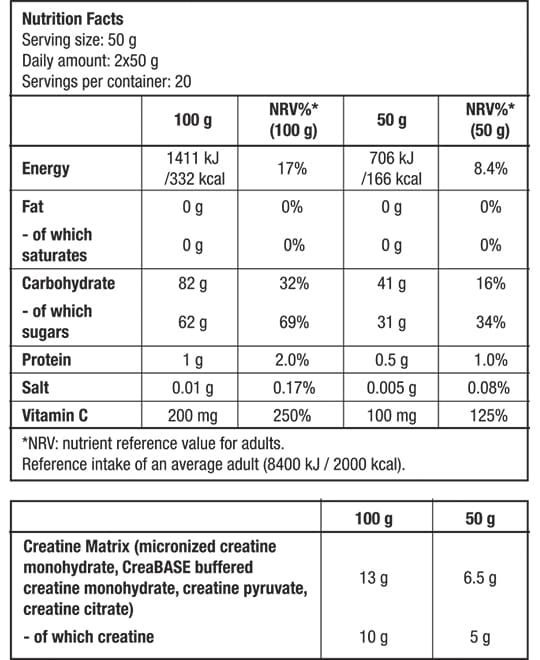 Nutrition Facts
Serving size: 50 g
Daily amount: 2x50 g
Servings per container: 20
100 g NRV%* (100 g) 50 g NRV%* (50 g)
Energy 1411 kJ /332 kcal 17% 706 kJ /166 kcal 8.4%
Fat 0 g 0% 0 g 0%
- of which saturates 0 g 0% 0 g 0%
Carbohydrate 82 g 32% 41 g 16%
- of which sugars 62 g 69% 31 g 34%
Protein 1 g 2.0% 0.5 g 1.0%
Salt 0.01 g 0.17% 0.005 g 0.08%
Vitamin C 200 mg 250% 100 mg 125%
*NRV: nutrient reference value for adults.
Reference intake of an average adult (8400 kJ / 2000 kcal).
100 g 50 g
Creatine Matrix (micronized creatine
monohydrate, CreaBASE buffered
creatine monohydrate, creatine pyruvate,
creatine citrate) 13 g 6.5 g
- of which creatine 10 g 5 g